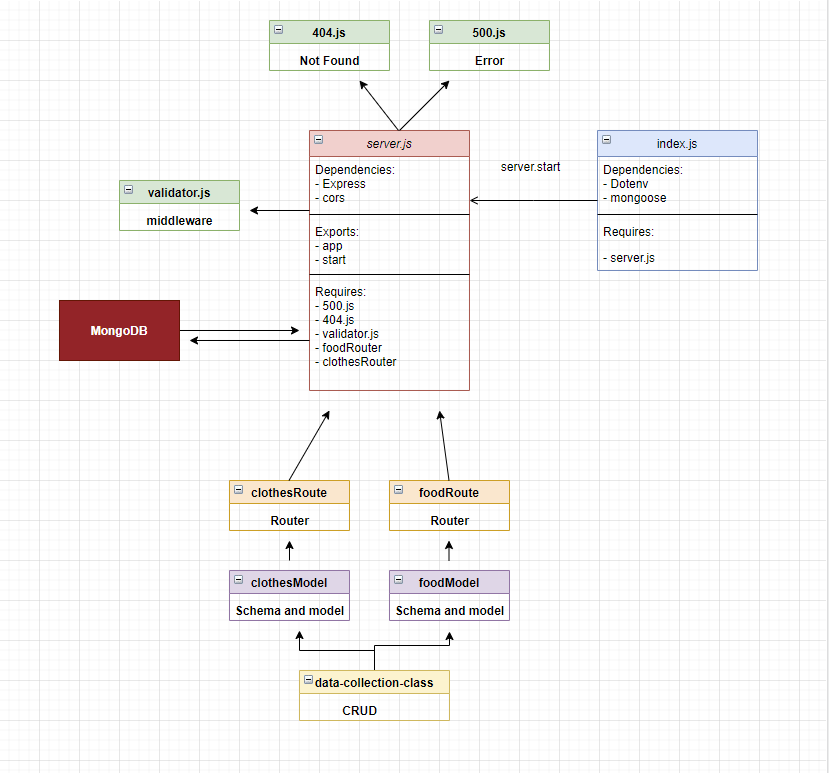 404.js
Not Found
500.js
Error
server.js
Dependencies:
- Express
- cors
Exports:
- app
- start
Requires:
- 500.js
- 404.js
- validator.js
- foodRouter
- clothesRouter
server.start
index.js
Dependencies:
- Dotenv
- mongoose
Requires:
- server.js
validator.js
middleware
MongoDB
clothesRoute
Router
foodRoute
Router
clothesModel
Schema and model
foodModel
Schema and model
data-collection-class
CRUD